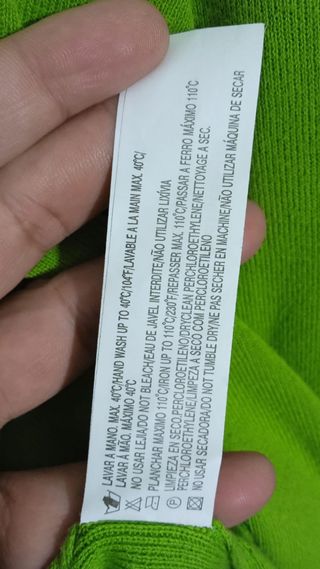 LAVAR A MANO, MAX. 40°C/HAND WASH UP TO 40°C/104°F/LAVABLE A LA MAIN MAX. 40°C/
LAVAR À MÃO, MÁXIMO 40°C
NO USAR LEJIA/DO NOT BLEACH/EAU DE JAVEL INTERDITE/NÃO UTILIZAR LIXÍVIA
PLANCHAR MAXIMO 110°C/IRON UP TO 110°C/230°F/REPASSER MAX. 110°C/PASSAR A FERRO MÁXIMO 110°C
LIMPIEZA EN SECO.PERCLOROETILENO/DRYCLEAN PERCHLOROETHYLENE/NETTOYAGE A SEC.
PERCHLOROETHYLENE/LIMPEZA A SECO COM PERCLOROETILENO
NO USAR SECADORA/DO NOT TUMBLE DRY/NE PAS SECHER EN MACHINE/NÃO UTILIZAR MÁQUINA DE SECAR